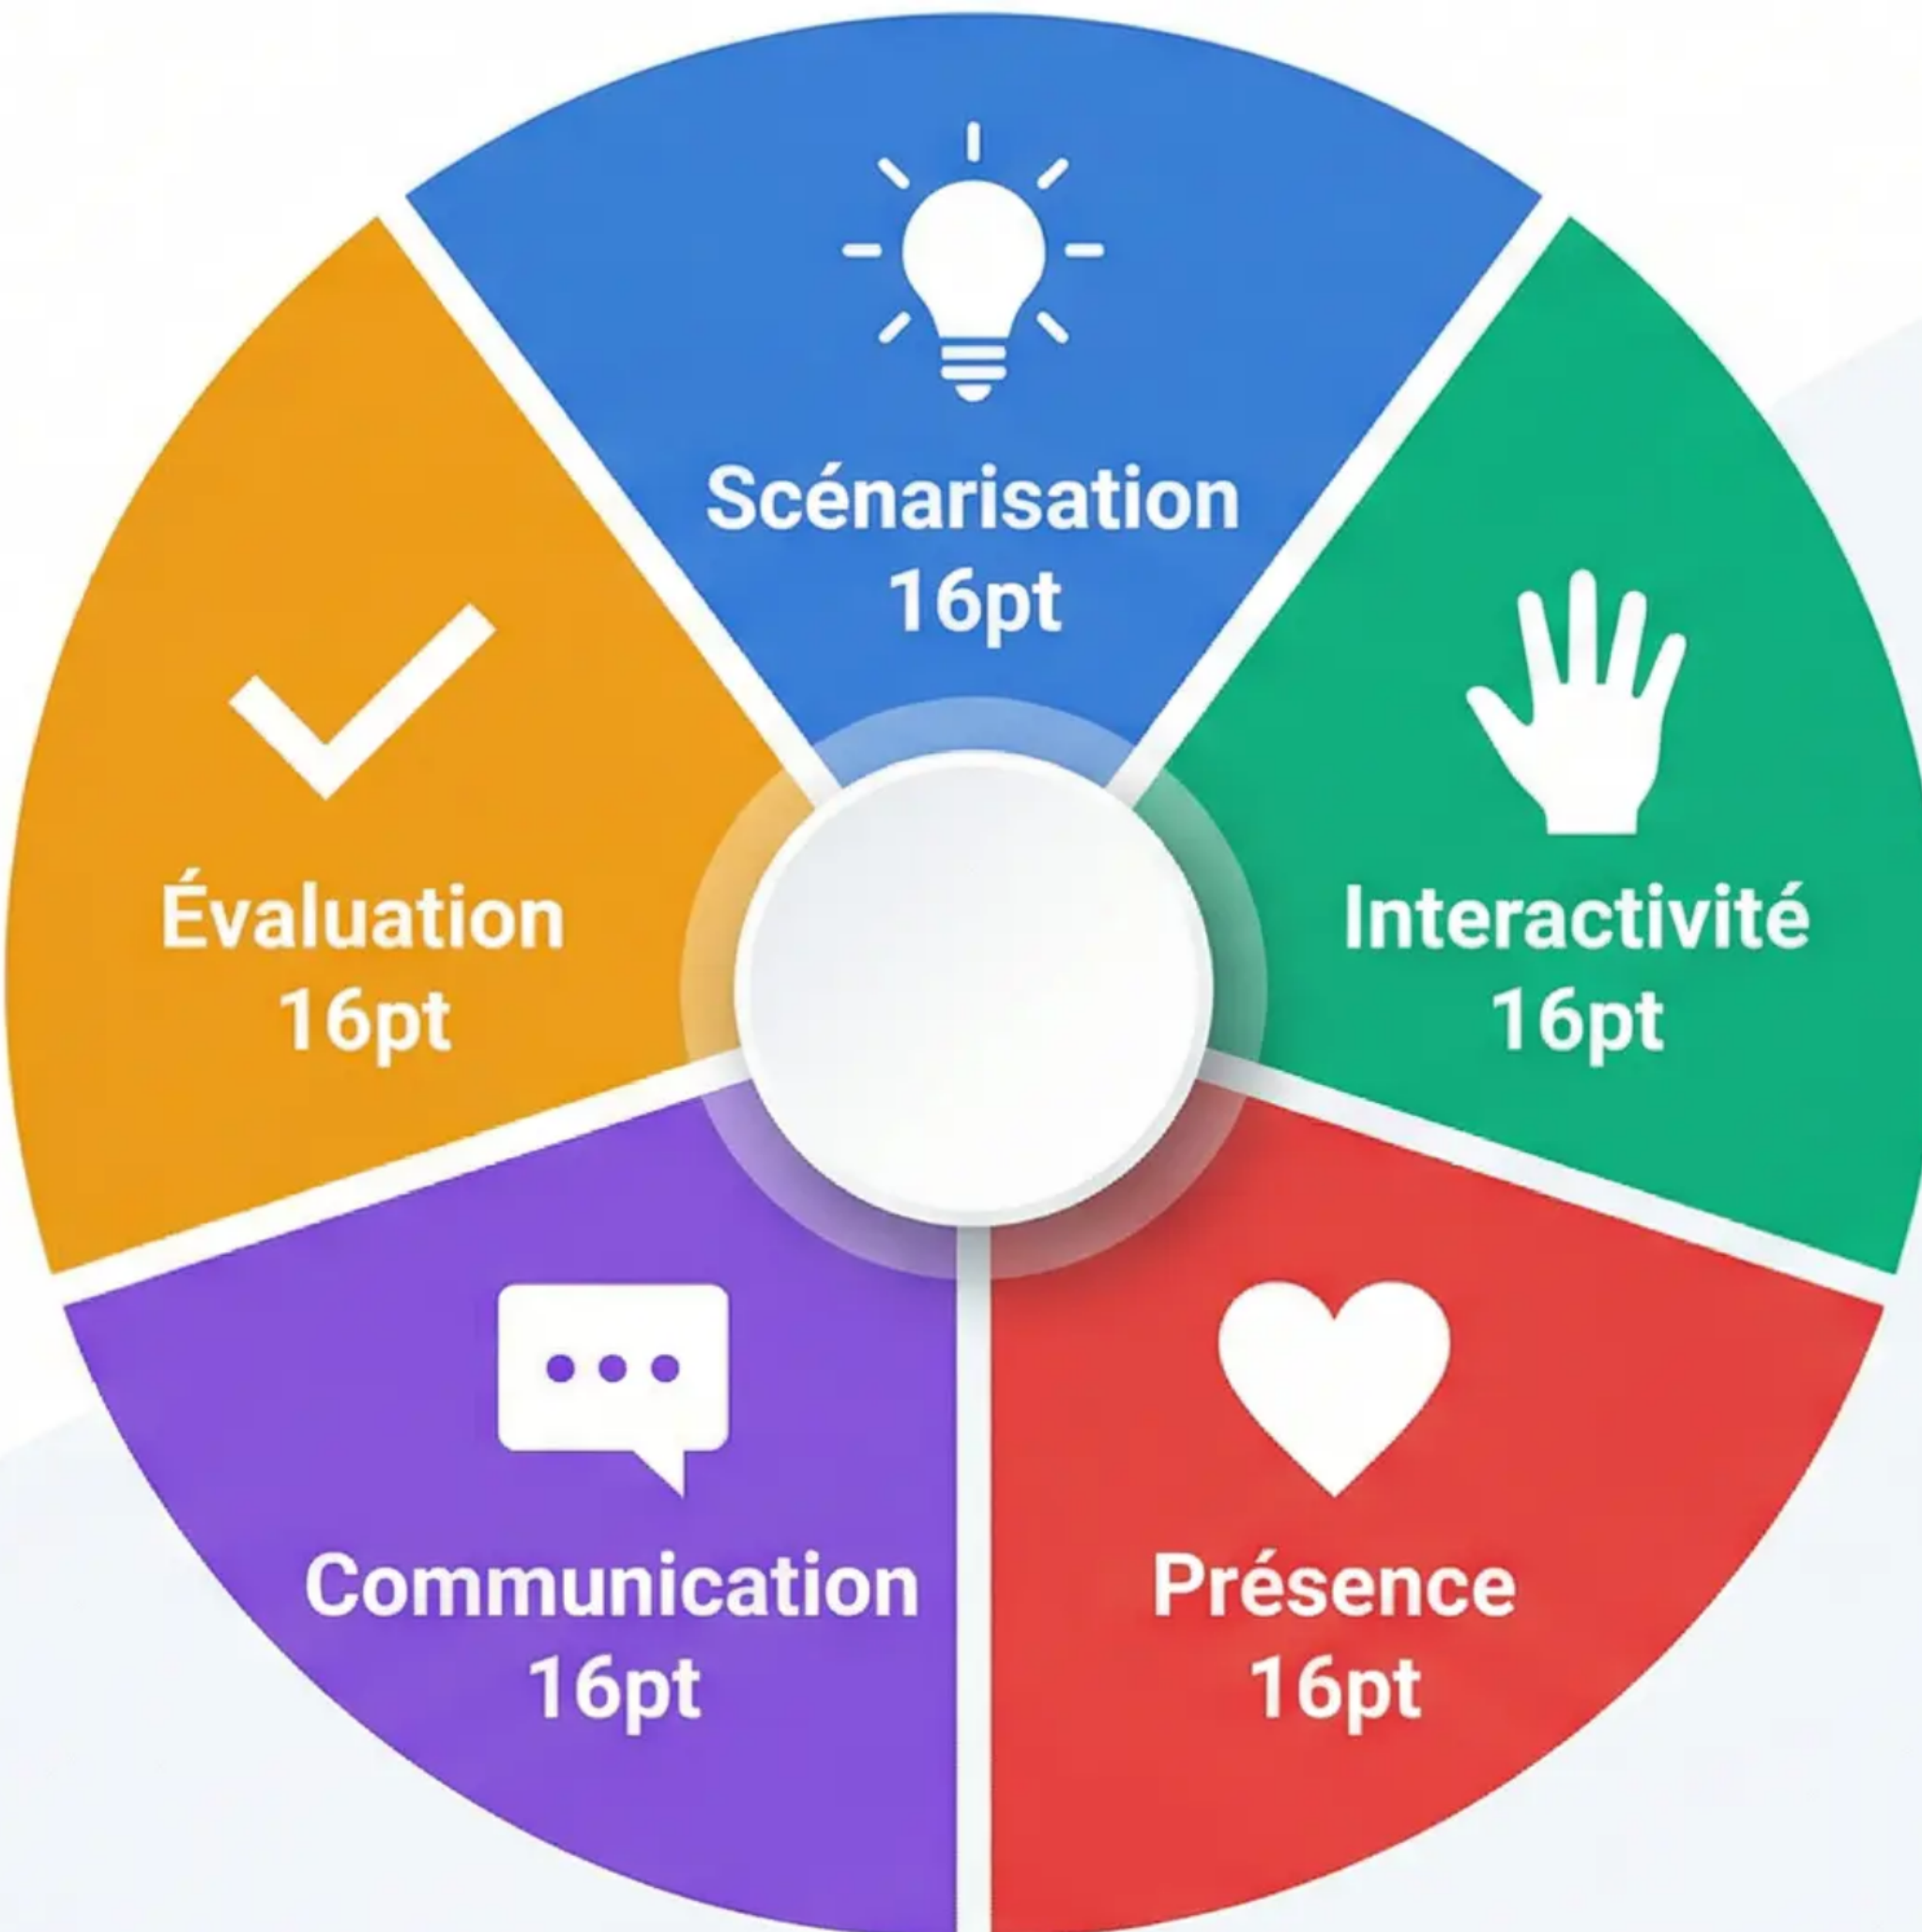 Scénarisation
16pt
Interactivité
16pt
Présence
16pt
Communication
16pt
Évaluation
16pt